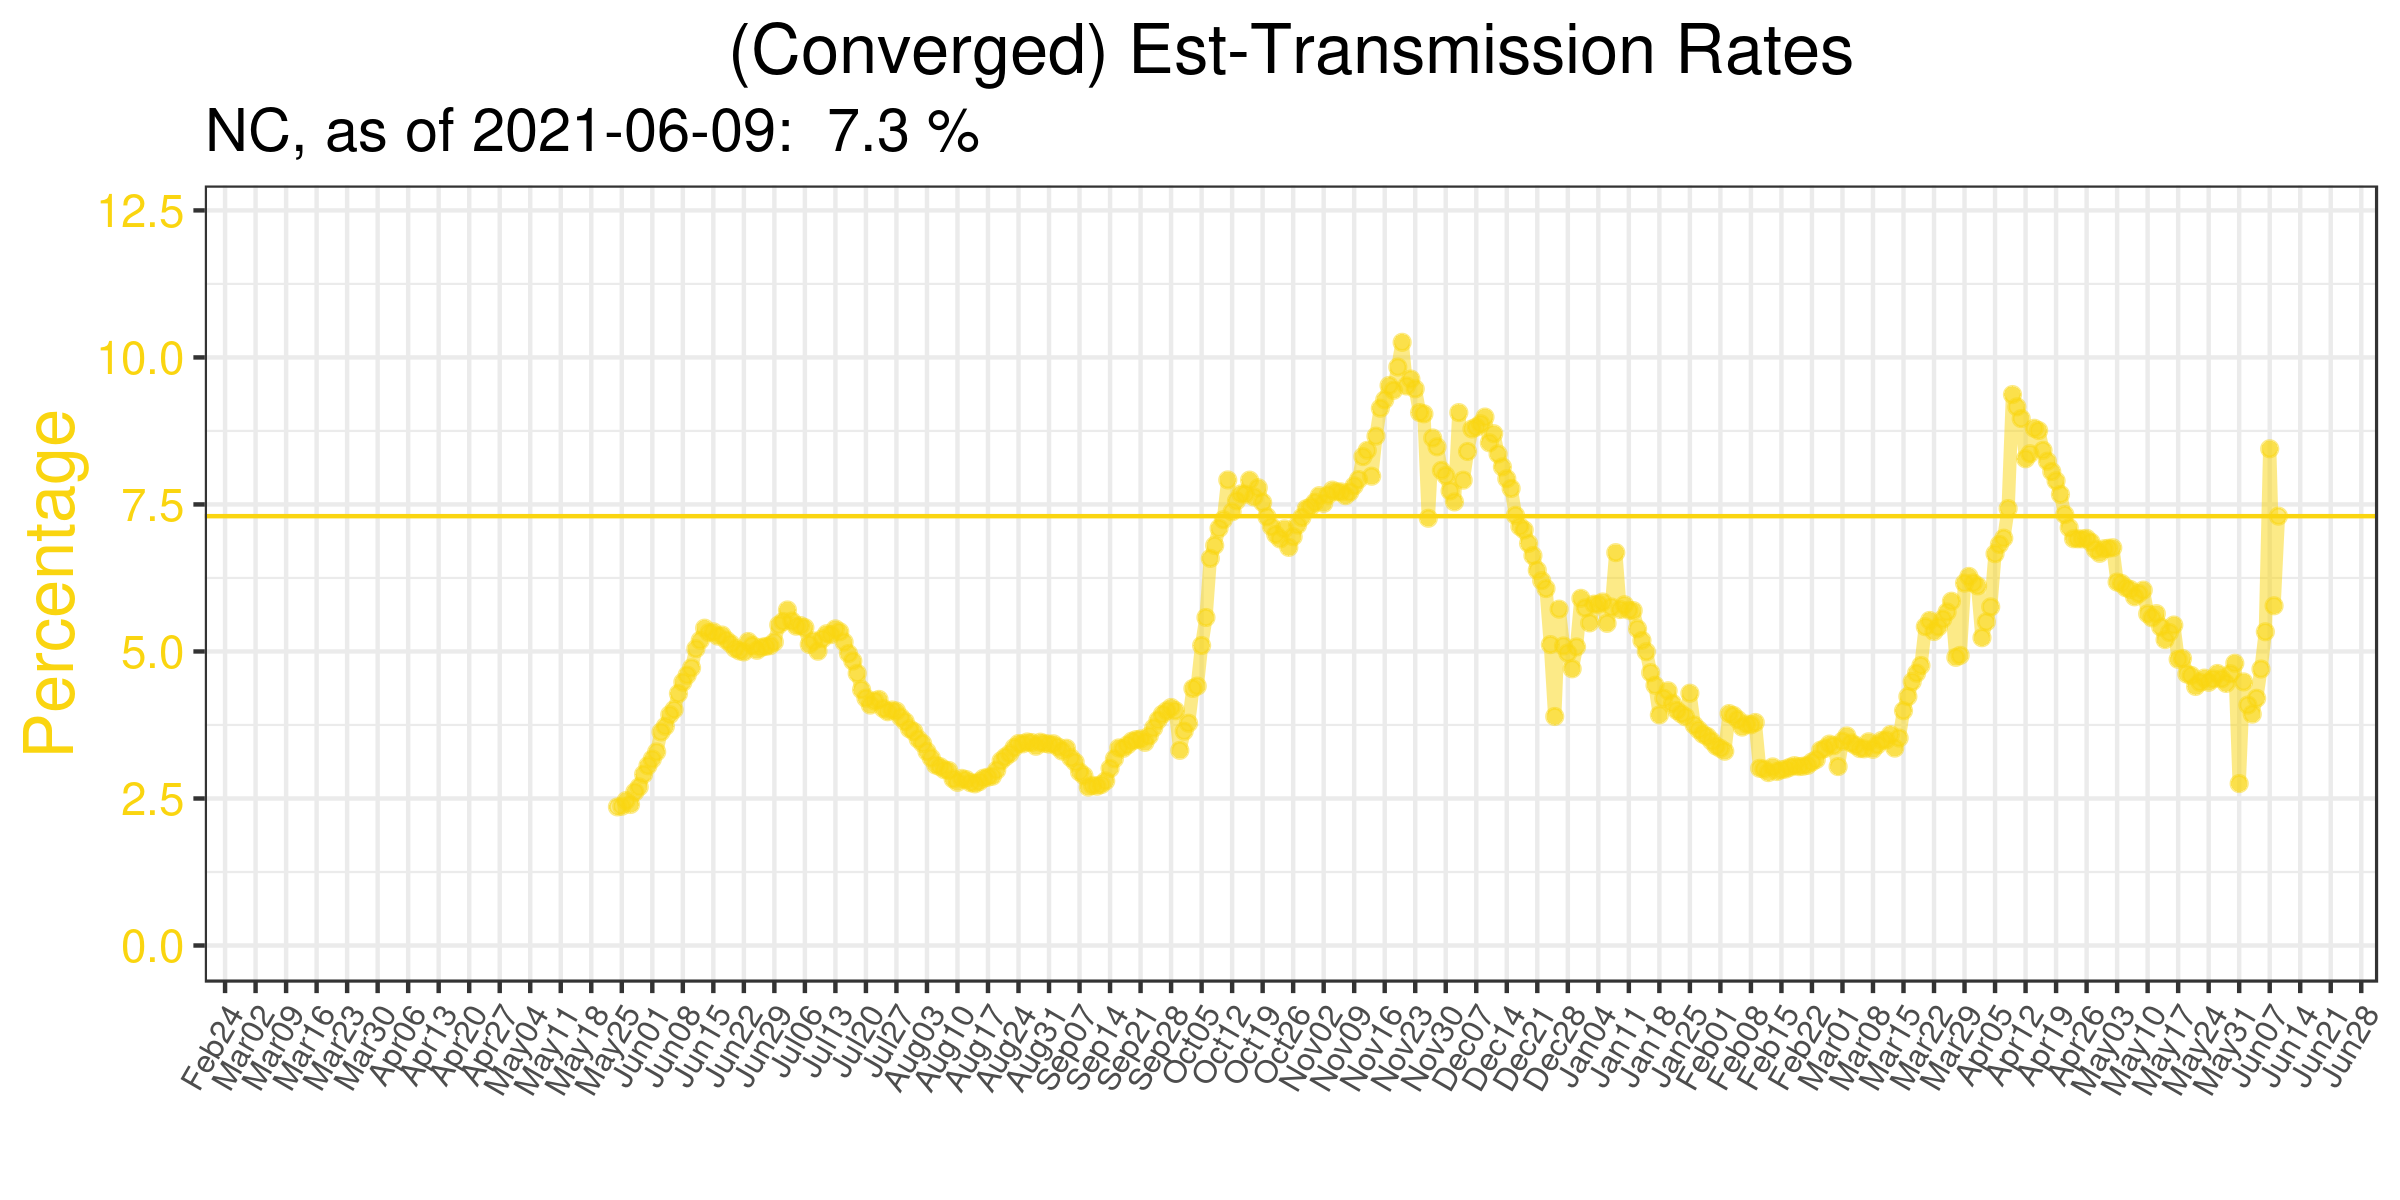 (Converged) Est-Transmission Rates
NC, as of 2021-06-09:  7.3 %
Percentage
12.5
10.0
7.5
5.0
2.5
0.0
Feb24
Mar02
Mar09
Mar16
Mar23
Mar30
Apr06
Apr13
Apr20
Apr27
May04
May11
May18
May25
Jun01
Jun08
Jun15
Jun22
Jun29
Jul06
Jul13
Jul20
Jul27
Aug03
Aug10
Aug17
Aug24
Aug31
Sep07
Sep14
Sep21
Sep28
Oct05
Oct12
Oct19
Oct26
Nov02
Nov09
Nov16
Nov23
Nov30
Dec07
Dec14
Dec21
Dec28
Jan04
Jan11
Jan18
Jan25
Feb01
Feb08
Feb15
Feb22
Mar01
Mar08
Mar15
Mar22
Mar29
Apr05
Apr12
Apr19
Apr26
May03
May10
May17
May24
May31
Jun07
Jun14
Jun21
Jun28